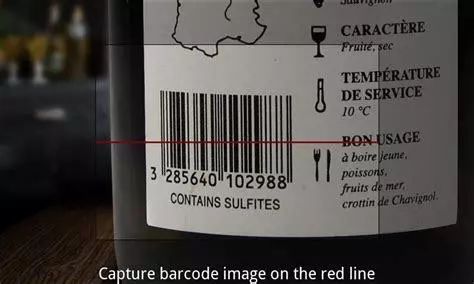 Sauvignon
CARACTÈRE
Fruité, sec
TEMPÉRATURE
DE SERVICE
10 °C
BON USAGE
à boire jeune,
poissons,
fruits de mer,
crottin de Chavignol.
3 285640 102988
CONTAINS SULFITES
Capture barcode image on the red line